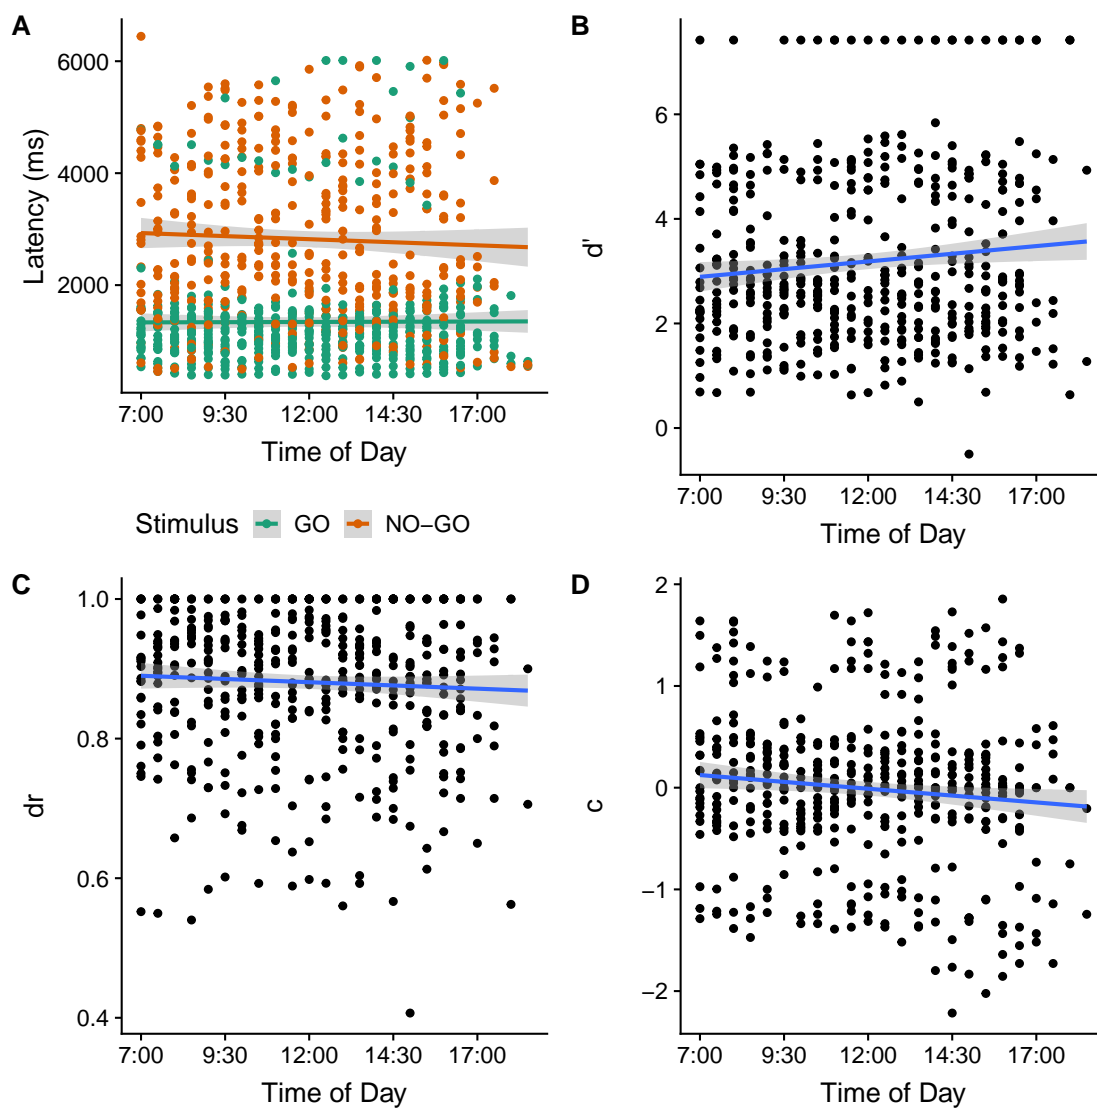 A
6000
4000
2000
Latency (ms)
7:00 9:30 12:00 14:30 17:00
Time of Day
Stimulus GO NO−GO
B
6
4
2
0
d'
7:00 9:30 12:00 14:30 17:00
Time of Day
C
1.0
0.8
0.6
0.4
dr
7:00 9:30 12:00 14:30 17:00
Time of Day
D
2
1
0
−1
−2
c
7:00 9:30 12:00 14:30 17:00
Time of Day